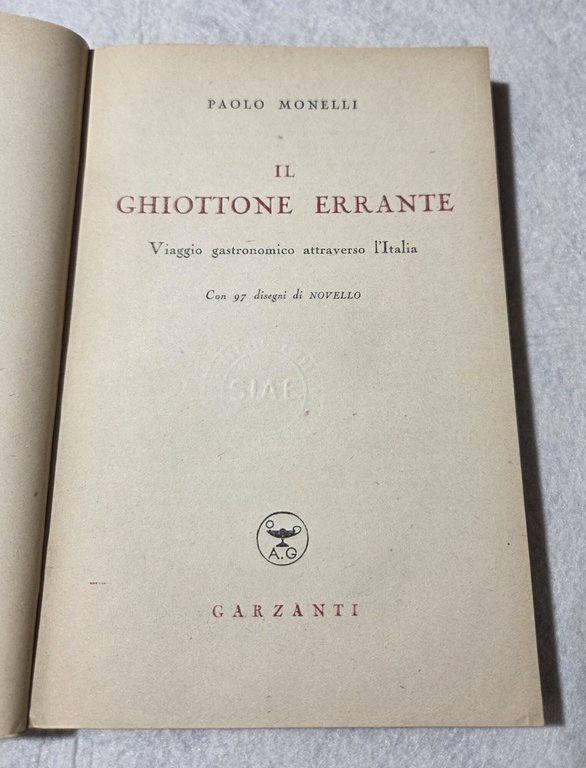 PAOLO MONELLI
IL
GHIOTTONE ERRANTE
Viaggio gastronomico attraverso l'Italia
Con 97 disegni di NOVELLO
SIAE
A.G
GARZANTI